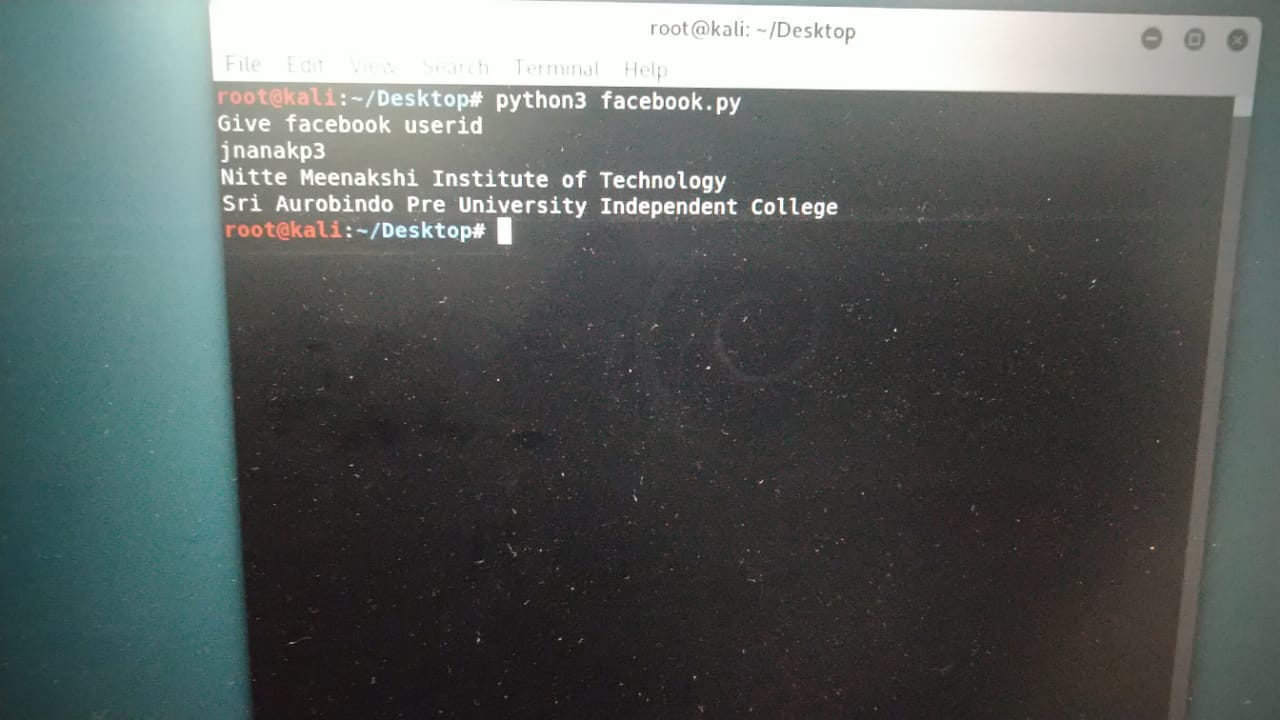 root@kali: ~/Desktop
File Edit View Search Terminal Help
root@kali:~/Desktop# python3 facebook.py
Give facebook userid
jnanakp3
Nitte Meenakshi Institute of Technology
Sri Aurobindo Pre University Independent College
root@kali:~/Desktop#